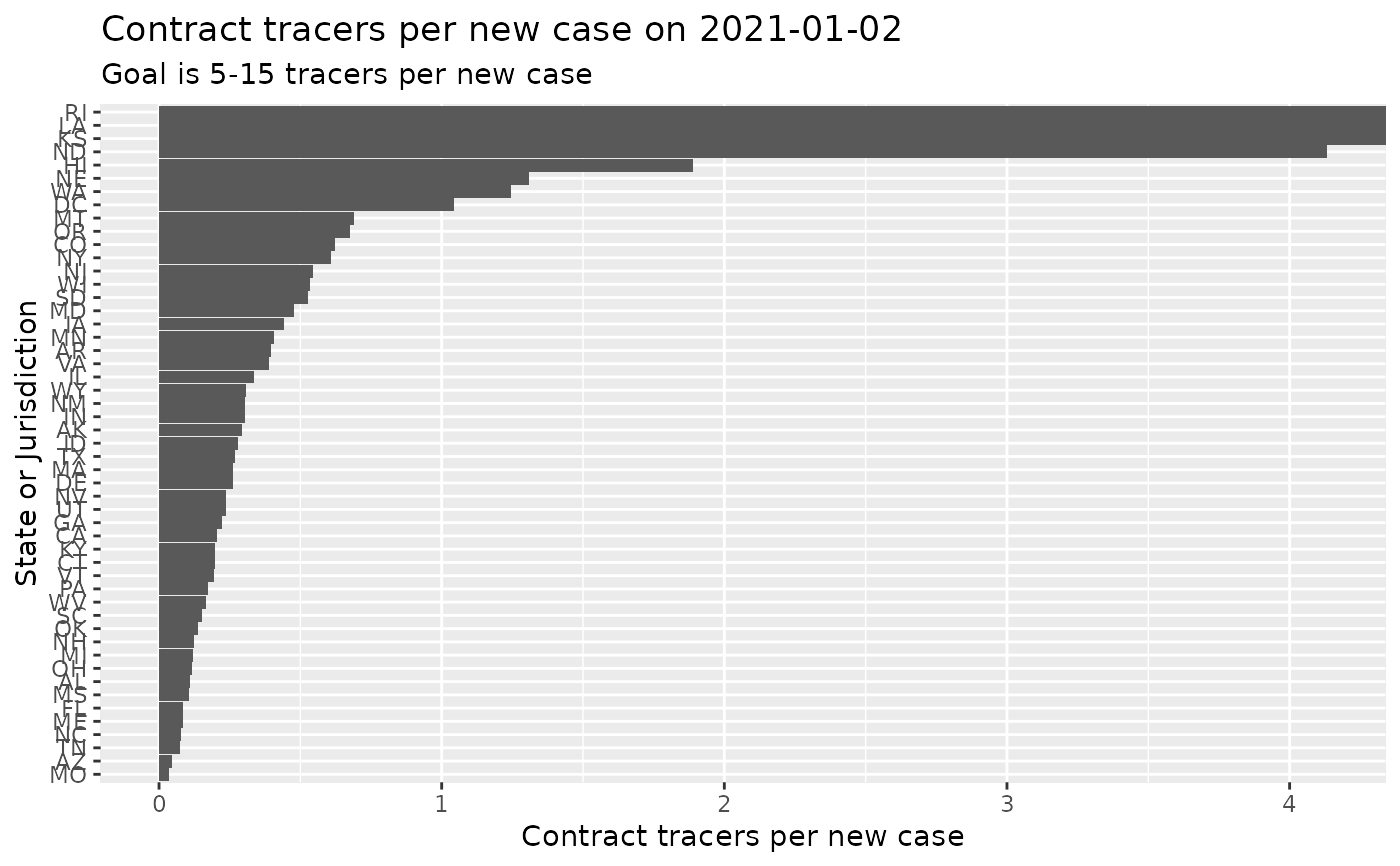 Contract tracers per new case on 2021-01-02
Goal is 5-15 tracers per new case
State or Jurisdiction
RI
LA
KS
ND
HI
NE
WA
DC
MT
OR
CO
NY
NJ
WI
SD
MD
IA
MN
AR
VA
IL
WY
NM
IN
AK
ID
TX
MA
DE
NV
UT
GA
CA
KY
CT
VT
PA
WV
SC
OK
NH
MI
OH
AL
MS
FL
ME
NC
TN
AZ
MO
0 1 2 3 4
Contract tracers per new case